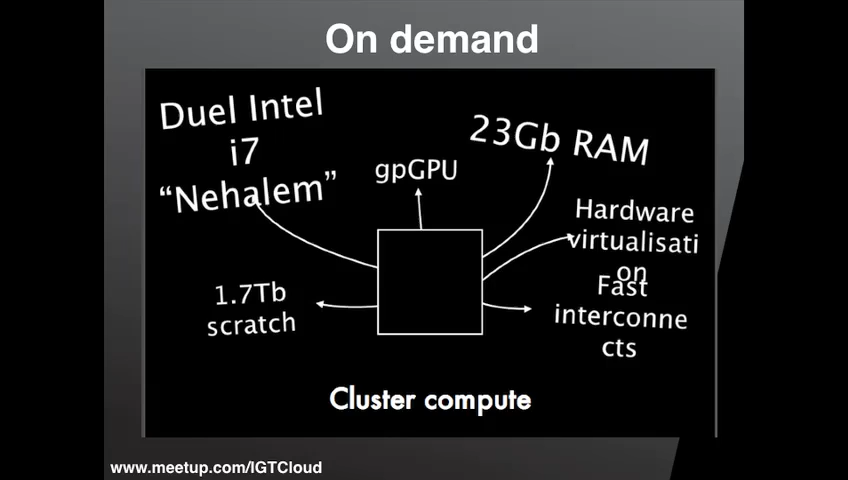 On demand
Duel Intel
i7
“Nehalem”
gpGPU
23Gb RAM
Hardware
virtualisati
on
Fast
interconne
cts
1.7Tb
scratch
Cluster compute
www.meetup.com/IGTCloud